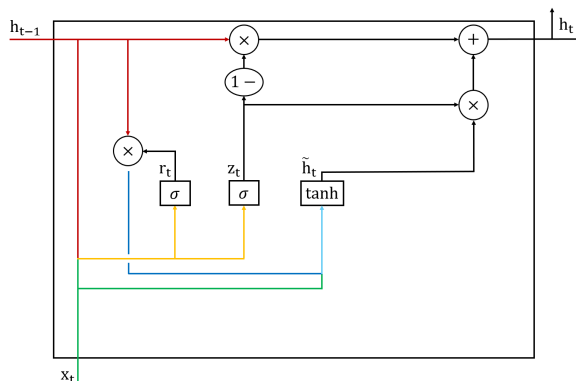 hₜ₋₁ × + hₜ
1 −
×
×
rₜ zₜ h̃ₜ
σ σ tanh
xₜ